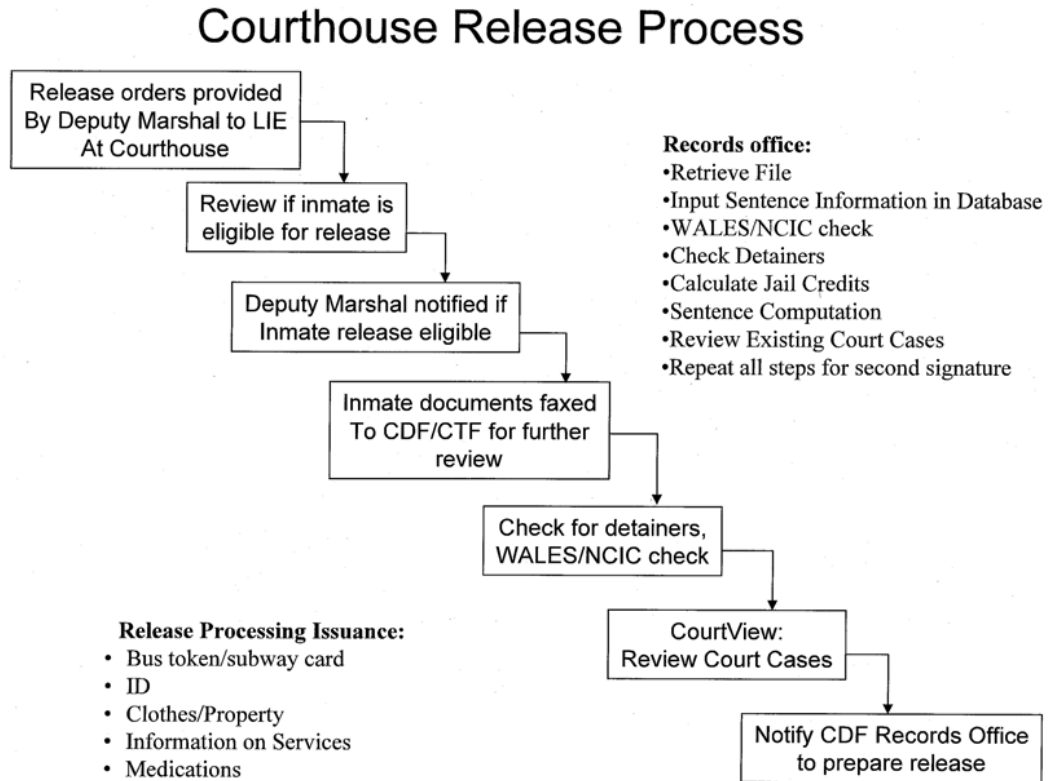 Courthouse Release Process
Release orders provided
By Deputy Marshal to LIE
At Courthouse
Review if inmate is
eligible for release
Deputy Marshal notified if
Inmate release eligible
Inmate documents faxed
To CDF/CTF for further
review
Check for detainers,
WALES/NCIC check
CourtView:
Review Court Cases
Notify CDF Records Office
to prepare release
Records office:
•Retrieve File
•Input Sentence Information in Database
•WALES/NCIC check
•Check Detainers
•Calculate Jail Credits
•Sentence Computation
•Review Existing Court Cases
•Repeat all steps for second signature
Release Processing Issuance:
• Bus token/subway card
• ID
• Clothes/Property
• Information on Services
• Medications